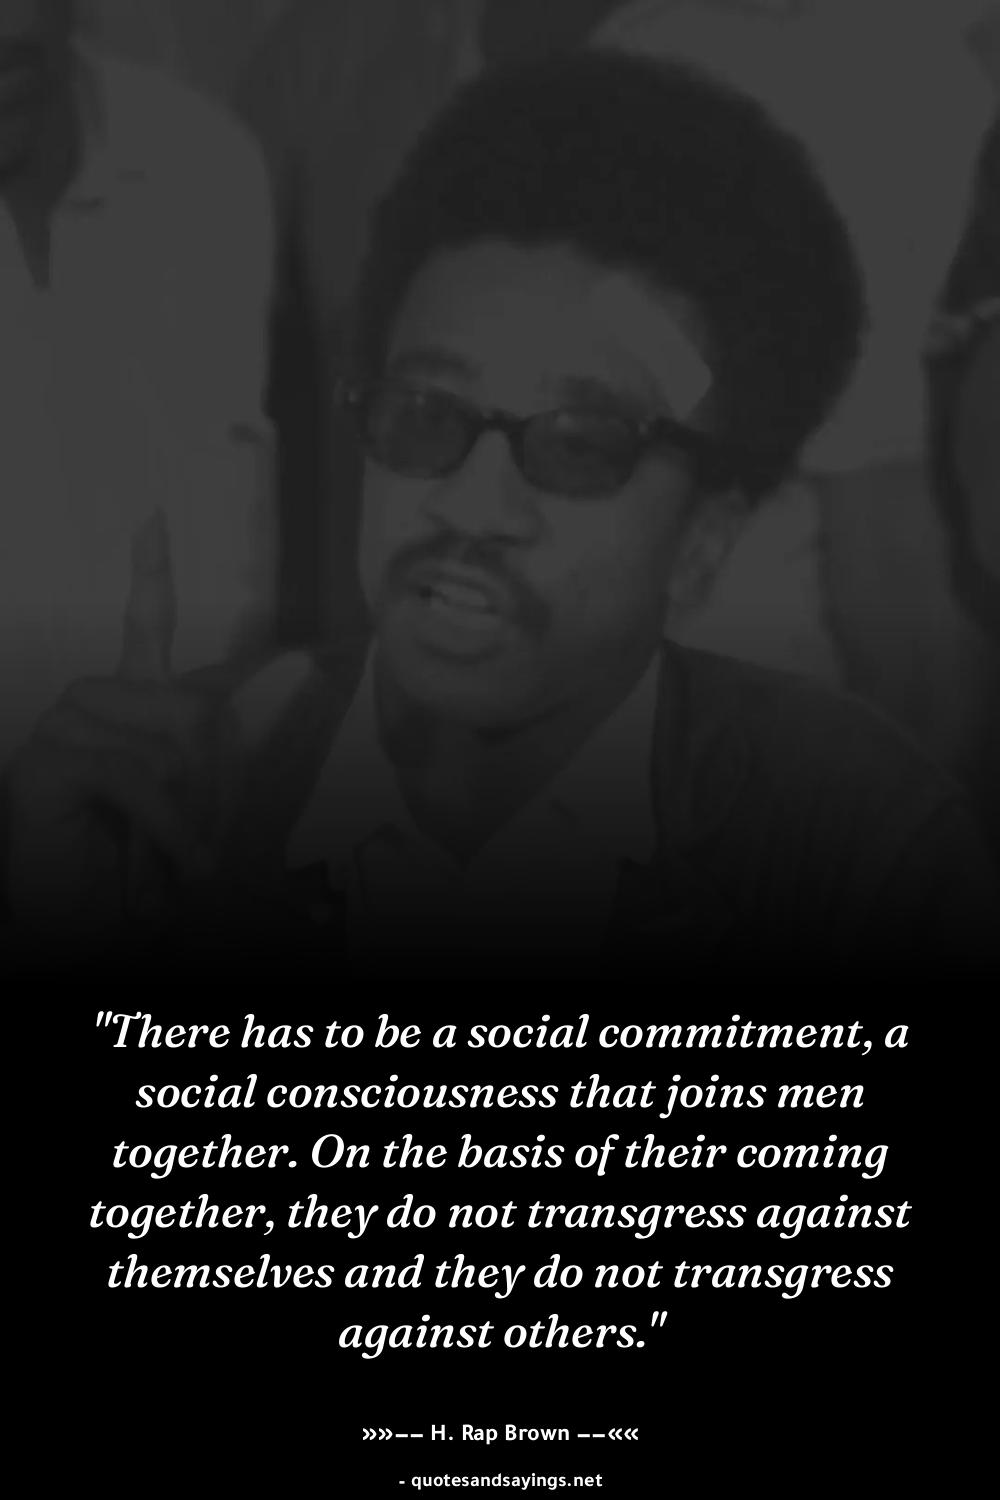 "There has to be a social commitment, a
social consciousness that joins men
together. On the basis of their coming
together, they do not transgress against
themselves and they do not transgress
against others."
»»−− H. Rap Brown −−««
- quotesandsayings.net